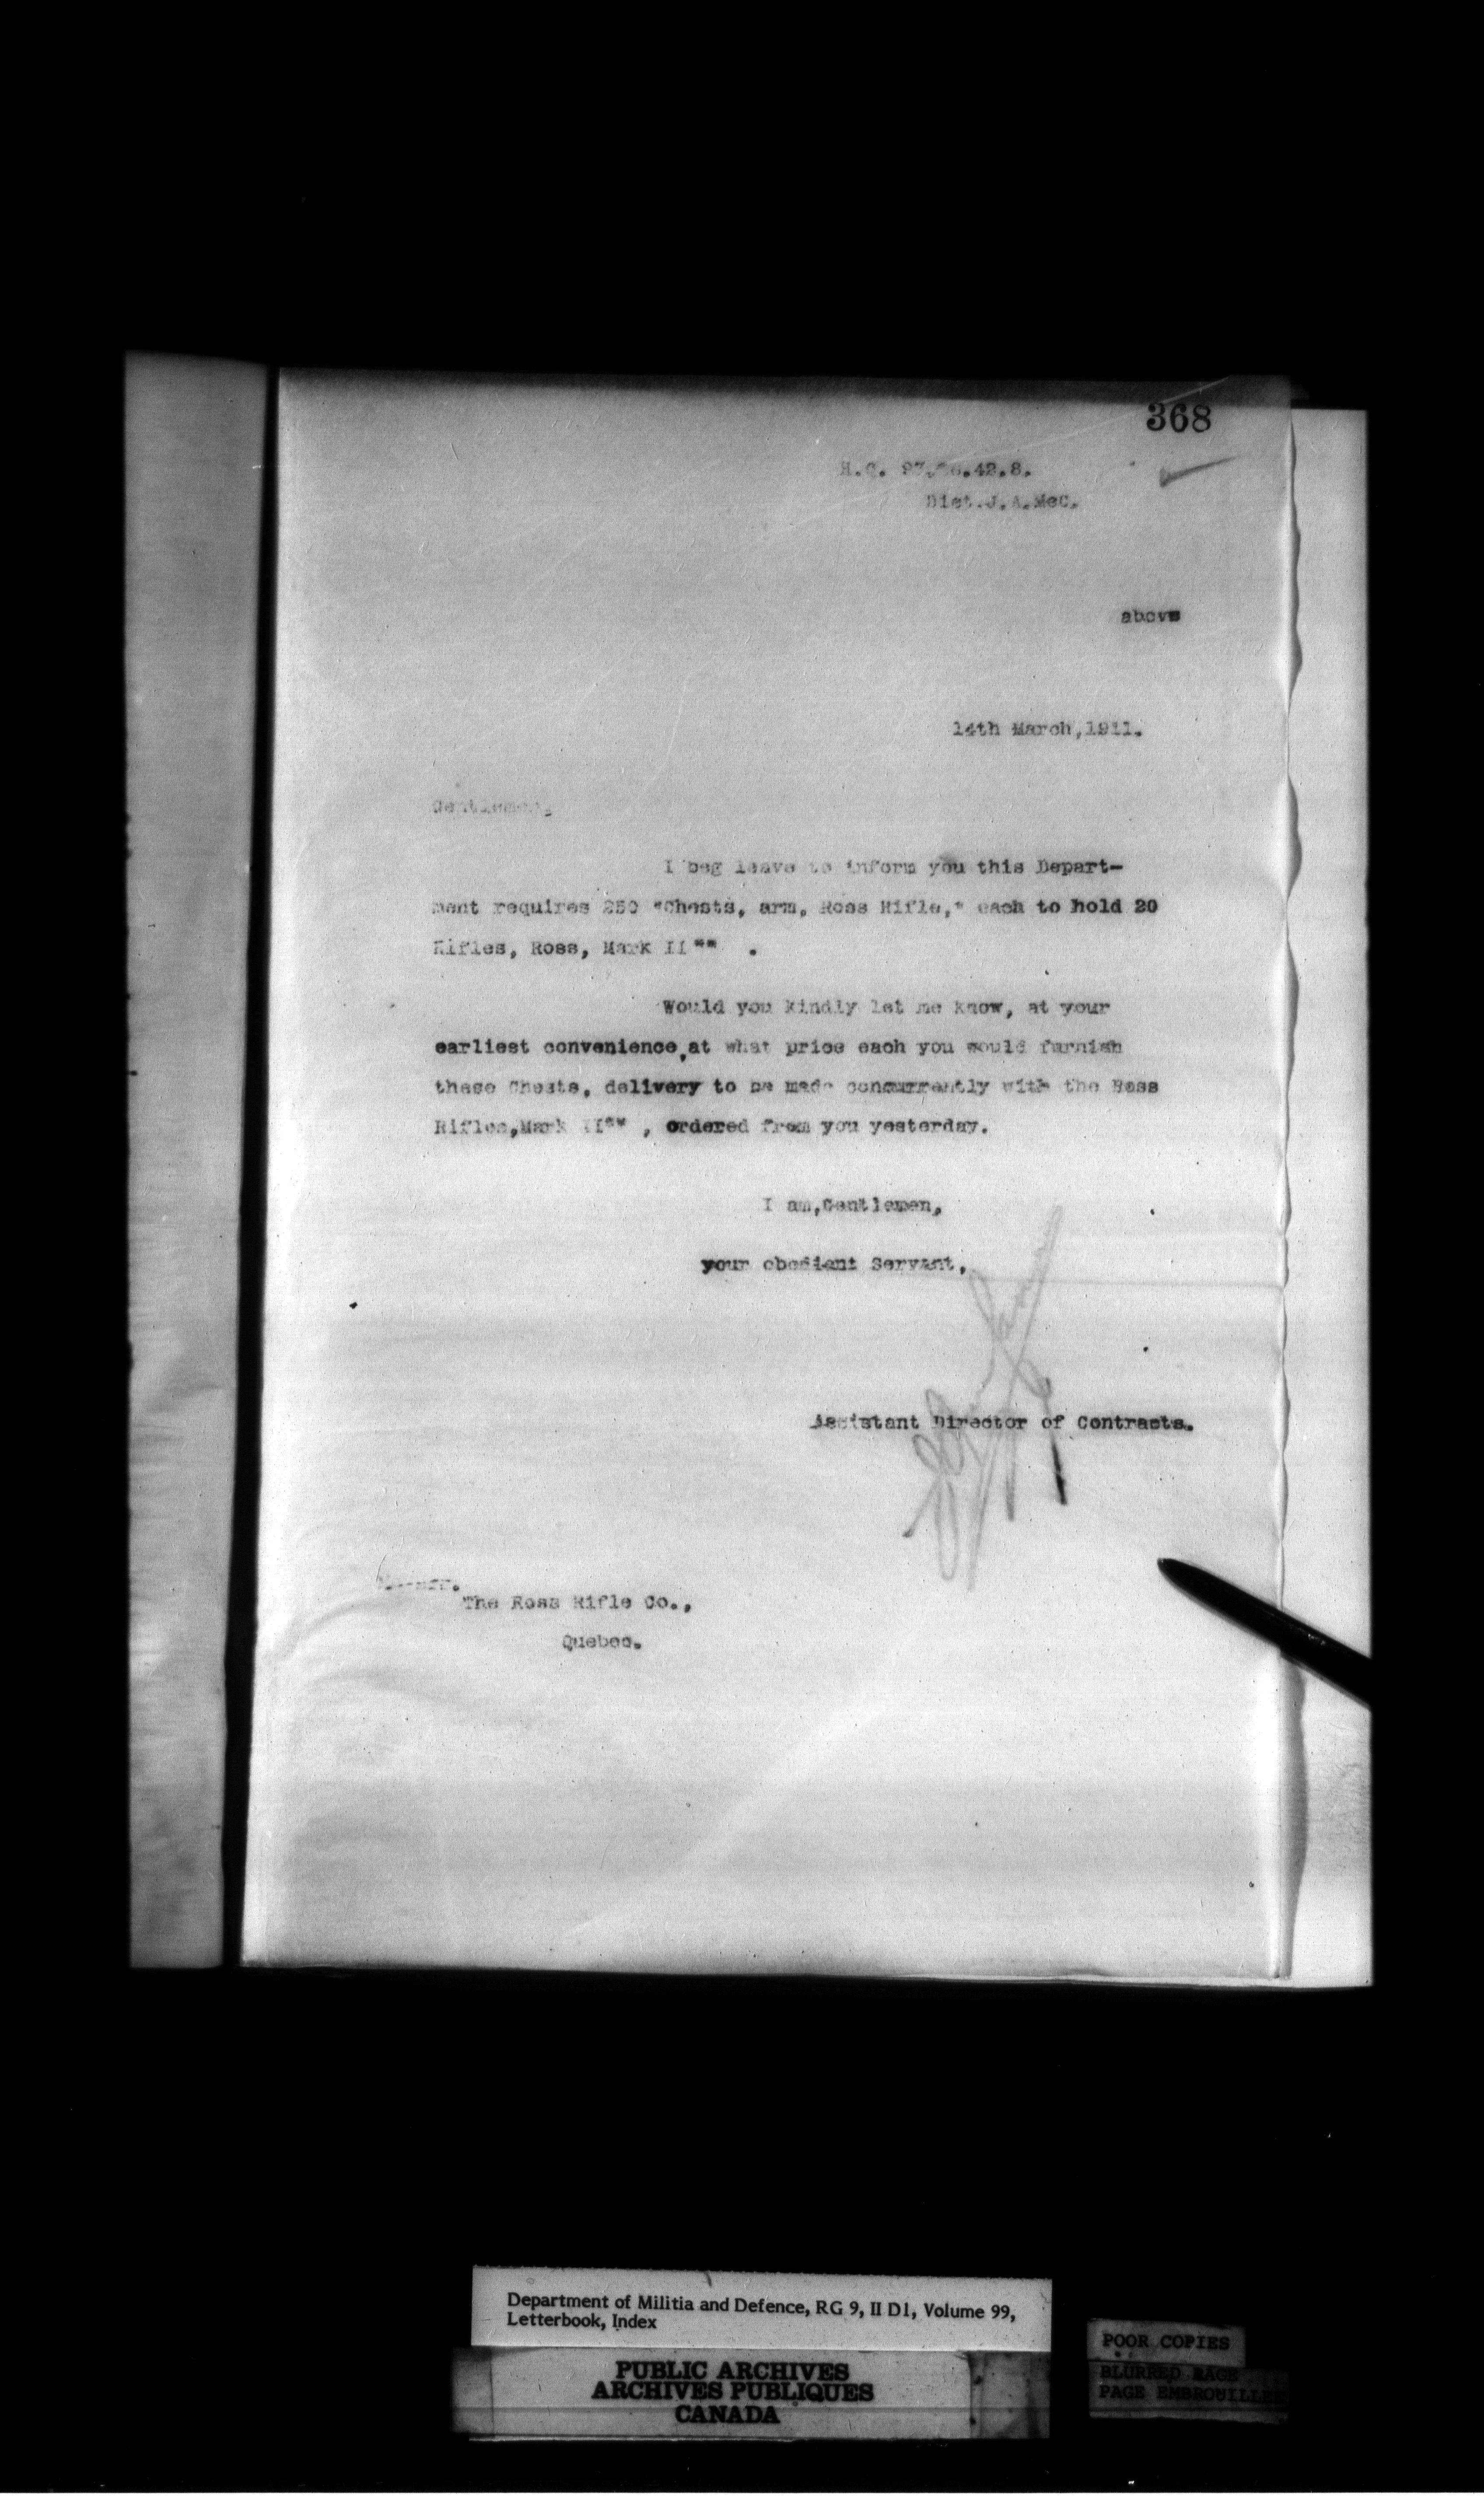 368
H.Q. 97.  .42.8.
Dict.J.A.McC.
above
14th March,1911.
Gentlemen,
I beg leave to inform you this Depart-
ment requires 250 "Chests, arm, Ross Rifle," each to hold 20
Rifles, Ross, Mark II** .
Would you kindly let me know, at your
earliest convenience,at what price each you would furnish
these Chests, delivery to be made concurrently with the Ross
Rifles,Mark II** , ordered from you yesterday.
I am,Gentlemen,
your obedient Servant,
Assistant Director of Contracts.
The Ross Rifle Co.,
Quebec.
Department of Militia and Defence, RG 9, II D1, Volume 99,
Letterbook, Index
PUBLIC ARCHIVES
ARCHIVES PUBLIQUES
CANADA
POOR COPIES
BLURRED PAGE
PAGE EMBROUILLEE